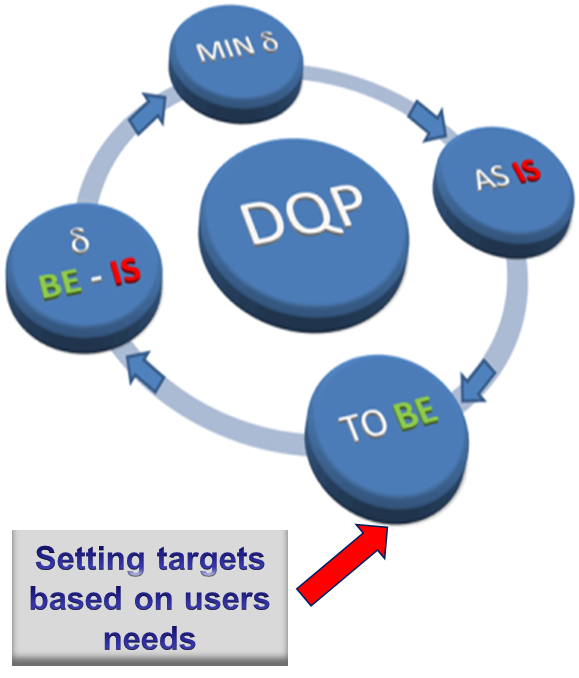 MIN δ
AS IS
DQP
δ
BE - IS
TO BE
Setting targets
based on users
needs